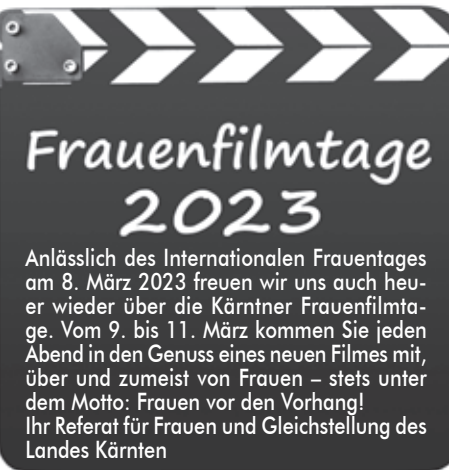 Frauenfilmtage
2023
Anlässlich des Internationalen Frauentages
am 8. März 2023 freuen wir uns auch heu-
er wieder über die Kärntner Frauenfilmta-
ge. Vom 9. bis 11. März kommen Sie jeden
Abend in den Genuss eines neuen Filmes mit,
über und zumeist von Frauen – stets unter
dem Motto: Frauen vor den Vorhang!
Ihr Referat für Frauen und Gleichstellung des
Landes Kärnten